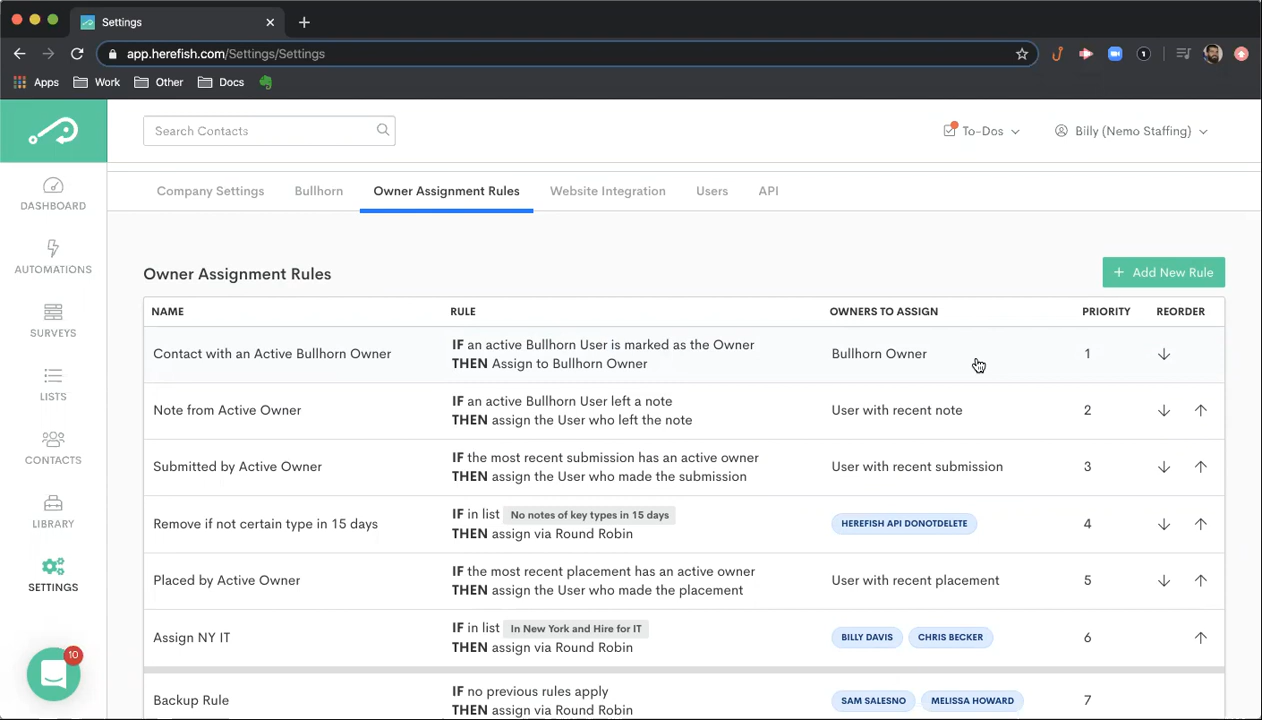 Settings
app.herefish.com/Settings/Settings
Apps Work Other Docs
Search Contacts
To-Dos
Billy (Nemo Staffing)
DASHBOARD
AUTOMATIONS
SURVEYS
LISTS
CONTACTS
LIBRARY
SETTINGS
10
Company Settings Bullhorn Owner Assignment Rules Website Integration Users API
Owner Assignment Rules
+ Add New Rule
NAME RULE OWNERS TO ASSIGN PRIORITY REORDER
Contact with an Active Bullhorn Owner
IF an active Bullhorn User is marked as the Owner
THEN Assign to Bullhorn Owner
Bullhorn Owner
1
Note from Active Owner
IF an active Bullhorn User left a note
THEN assign the User who left the note
User with recent note
2
Submitted by Active Owner
IF the most recent submission has an active owner
THEN assign the User who made the submission
User with recent submission
3
Remove if not certain type in 15 days
IF in list No notes of key types in 15 days
THEN assign via Round Robin
HEREFISH API DONOTDELETE
4
Placed by Active Owner
IF the most recent placement has an active owner
THEN assign the User who made the placement
User with recent placement
5
Assign NY IT
IF in list In New York and Hire for IT
THEN assign via Round Robin
BILLY DAVIS CHRIS BECKER
6
Backup Rule
IF no previous rules apply
THEN assign via Round Robin
SAM SALESNO MELISSA HOWARD
7